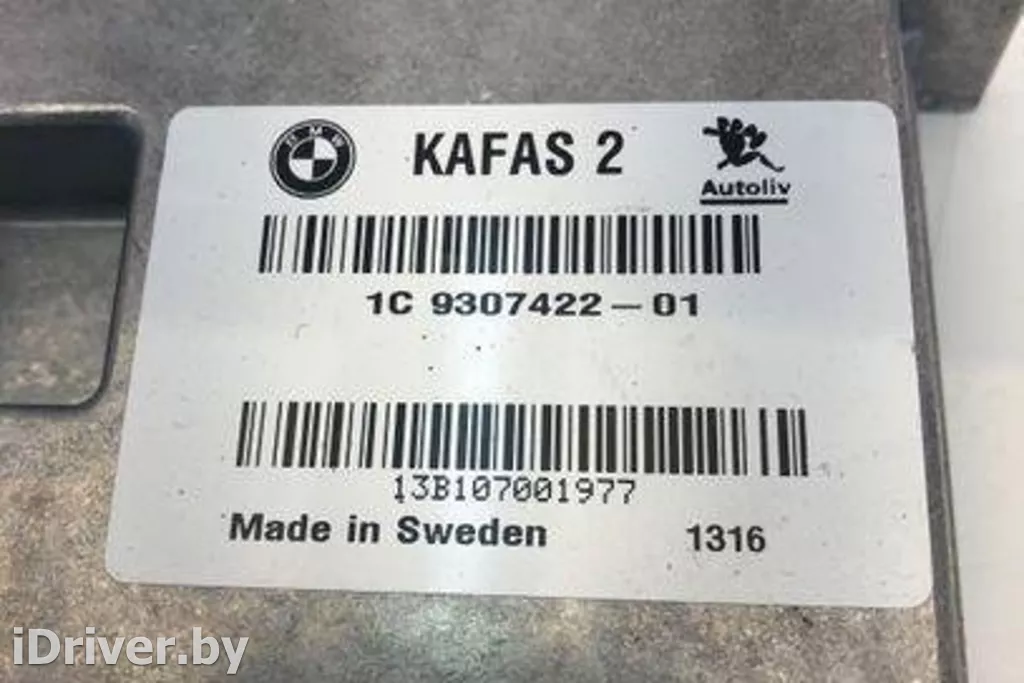 BMW
KAFAS 2
Autoliv
1C 9307422-01
13B107001977
Made in Sweden 1316
iDriver.by